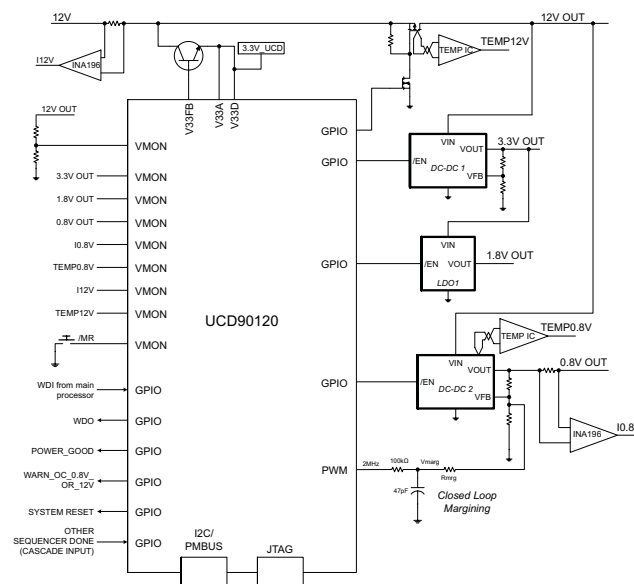 12V
3.3V_UCD
12V OUT
TEMP IC
TEMP12V
I12V
INA196
V33FB
V33A
V33D
12V OUT
VMON
GPIO
GPIO
VIN
/EN
VOUT
3.3V OUT
DC-DC 1
VFB
3.3V OUT
VMON
1.8V OUT
VMON
0.8V OUT
VMON
I0.8V
VMON
TEMP0.8V
VMON
I12V
VMON
TEMP12V
VMON
/MR
VMON
UCD90120
GPIO
VIN
/EN
VOUT
1.8V OUT
LDO1
TEMP IC
TEMP0.8V
VIN
VOUT
0.8V OUT
GPIO
/EN
DC-DC 2
VFB
INA196
I0.8
WDI from main
processor
GPIO
WDO
GPIO
POWER_GOOD
GPIO
WARN_OC_0.8V_
OR_12V
GPIO
SYSTEM RESET
GPIO
OTHER
SEQUENCER DONE
(CASCADE INPUT)
GPIO
PWM
2MHz
100kΩ
Vmarg
Rmrg
47pF
Closed Loop
Margining
I2C/
PMBUS
JTAG